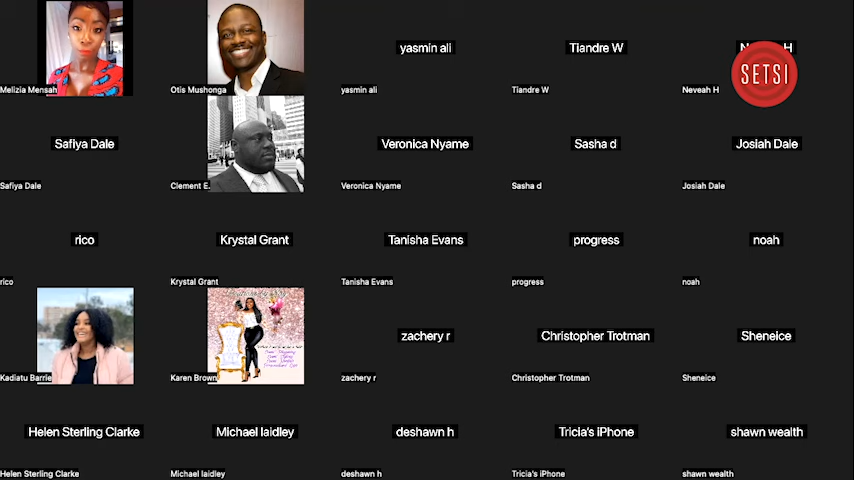 yasmin ali
Tiandre W
H
SETSI
Melizia Mensah
Otis Mushonga
yasmin ali
Tiandre W
Neveah H
Safiya Dale
Veronica Nyame
Sasha d
Josiah Dale
Safiya Dale
Clement E.
Veronica Nyame
Sasha d
Josiah Dale
rico
Krystal Grant
Tanisha Evans
progress
noah
rico
Krystal Grant
Tanisha Evans
progress
noah
zachery r
Christopher Trotman
Sheneice
Kadiatu Barrie
Karen Brown
zachery r
Christopher Trotman
Sheneice
Helen Sterling Clarke
Michael laidley
deshawn h
Tricia's iPhone
shawn wealth
Helen Sterling Clarke
Michael laidley
deshawn h
Tricia's iPhone
shawn wealth